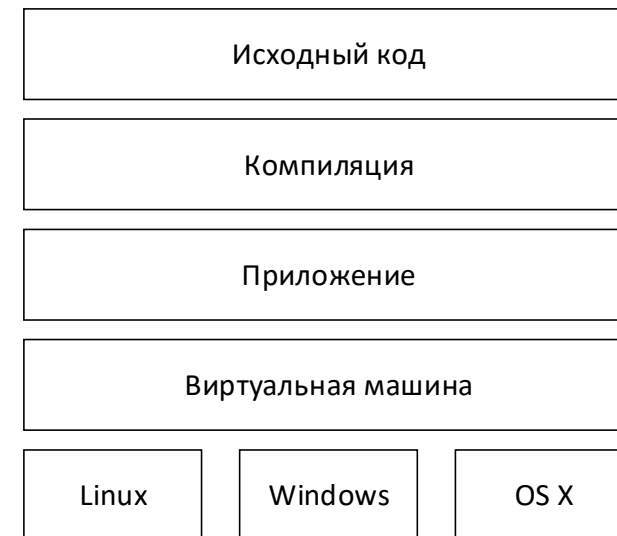 Исходный код
Компиляция
Приложение
Виртуальная машина
Linux Windows OS X